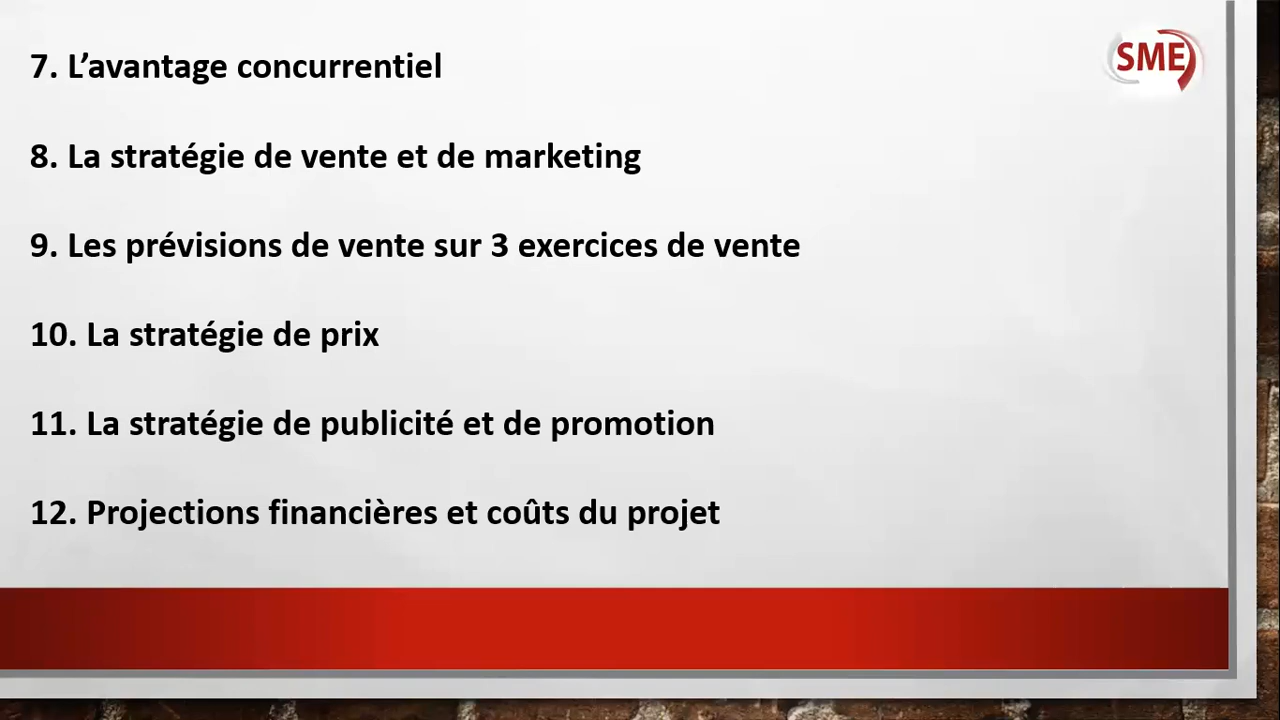 7. L’avantage concurrentiel
SME
8. La stratégie de vente et de marketing
9. Les prévisions de vente sur 3 exercices de vente
10. La stratégie de prix
11. La stratégie de publicité et de promotion
12. Projections financières et coûts du projet